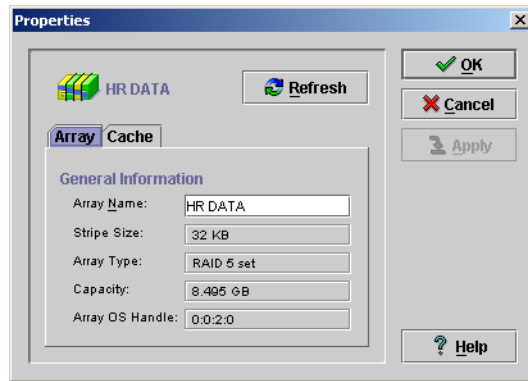 Properties
HR DATA
Refresh
OK
Cancel
Apply
Array Cache
General Information
Array Name: HR DATA
Stripe Size: 32 KB
Array Type: RAID 5 set
Capacity: 8.495 GB
Array OS Handle: 0:0:2:0
Help